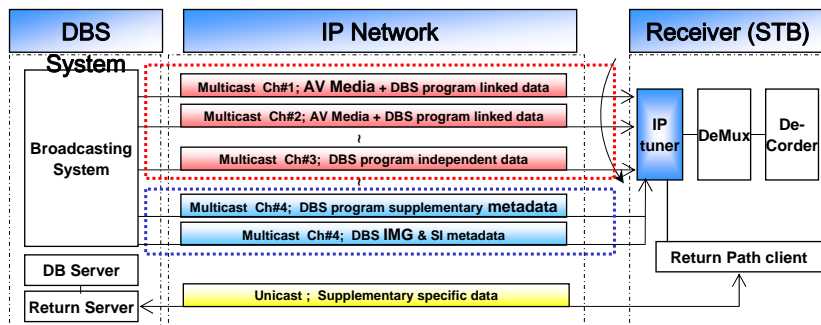 DBS
System
IP Network
Receiver (STB)
Multicast Ch#1; AV Media + DBS program linked data
Multicast Ch#2; AV Media + DBS program linked data
~
Multicast Ch#3; DBS program independent data
~
Multicast Ch#4; DBS program supplementary metadata
Multicast Ch#4; DBS IMG & SI metadata
Broadcasting
System
IP
tuner
DeMux
De-
Corder
DB Server
Return Server
Unicast ; Supplementary specific data
Return Path client